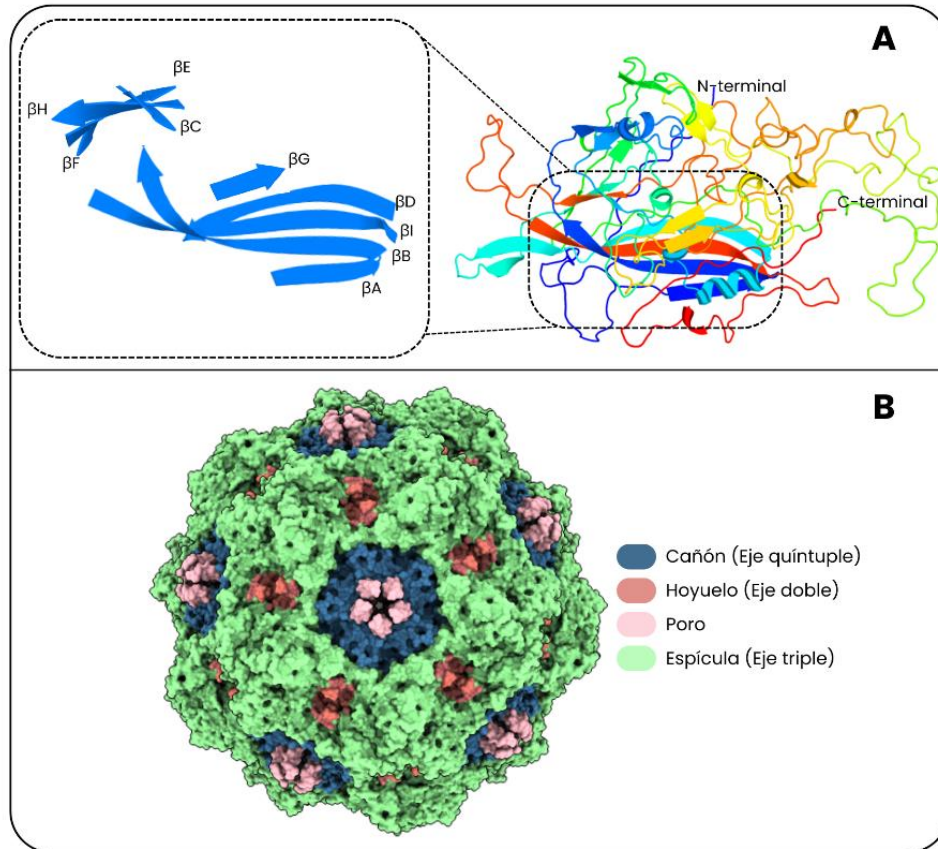 A
βE
βH
βC
βF
βG
βD
βI
βB
βA
N-terminal
C-terminal
B
Cañón (Eje quíntuple)
Hoyuelo (Eje doble)
Poro
Espícula (Eje triple)